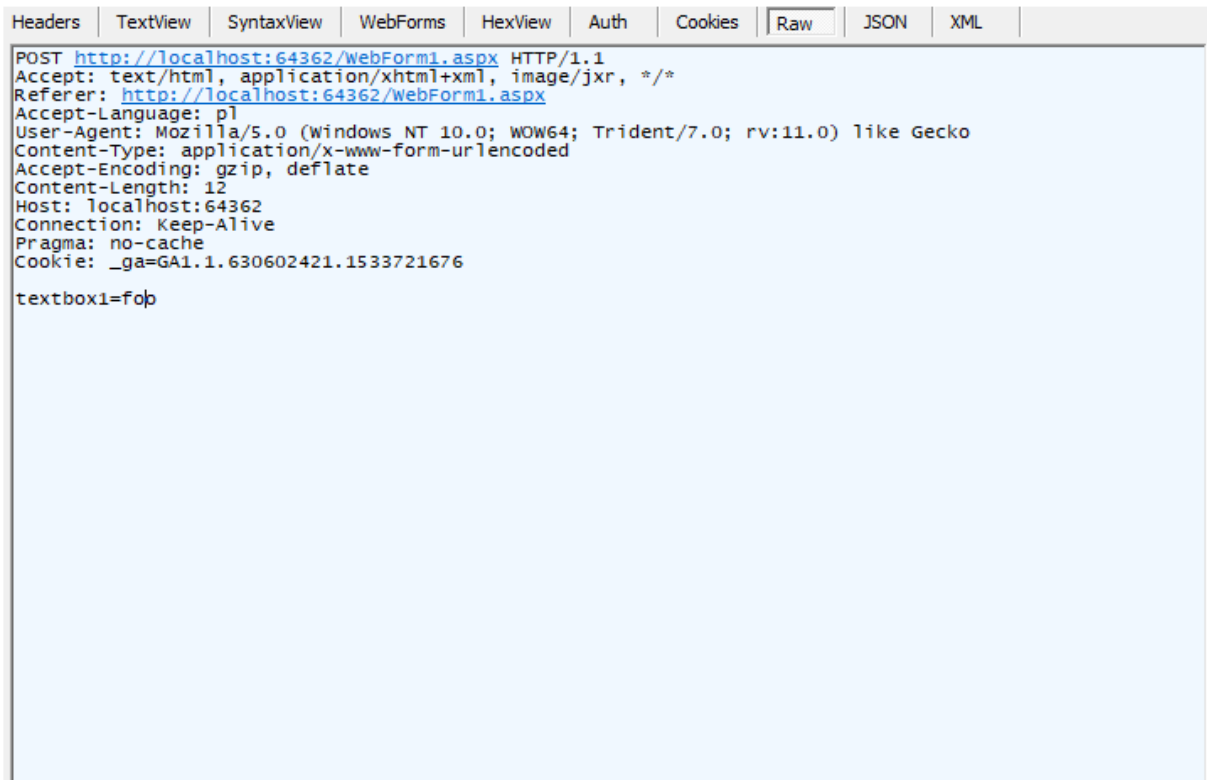 Headers TextView SyntaxView WebForms HexView Auth Cookies Raw JSON XML
POST http://localhost:64362/WebForm1.aspx HTTP/1.1
Accept: text/html, application/xhtml+xml, image/jxr, */*
Referer: http://localhost:64362/WebForm1.aspx
Accept-Language: pl
User-Agent: Mozilla/5.0 (Windows NT 10.0; WOW64; Trident/7.0; rv:11.0) like Gecko
Content-Type: application/x-www-form-urlencoded
Accept-Encoding: gzip, deflate
Content-Length: 12
Host: localhost:64362
Connection: Keep-Alive
Pragma: no-cache
Cookie: _ga=GA1.1.630602421.1533721676
textbox1=foo